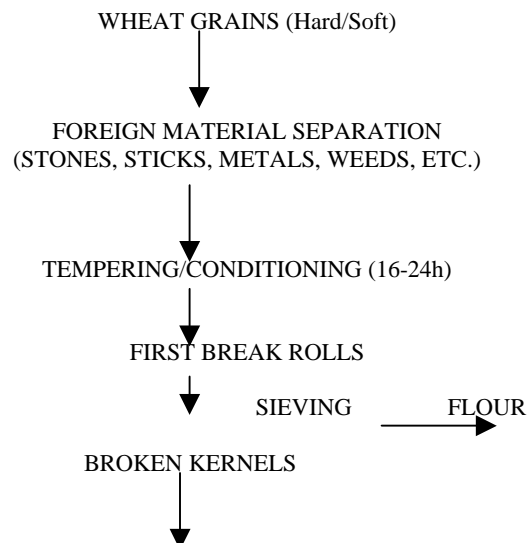 WHEAT GRAINS (Hard/Soft)
FOREIGN MATERIAL SEPARATION
(STONES, STICKS, METALS, WEEDS, ETC.)
TEMPERING/CONDITIONING (16-24h)
FIRST BREAK ROLLS
SIEVING FLOUR
BROKEN KERNELS